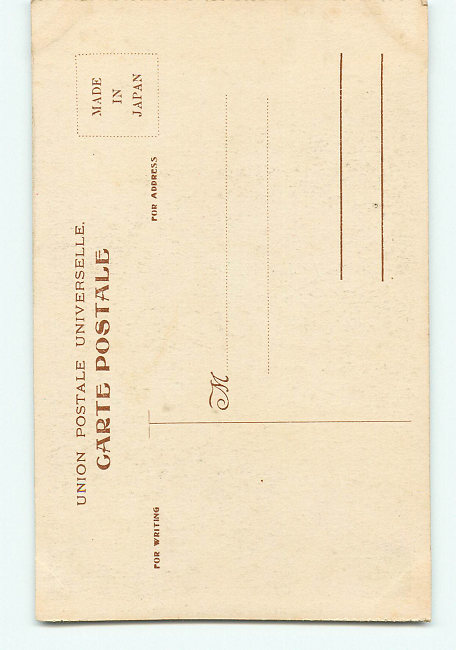 UNION POSTALE UNIVERSELLE.
CARTE POSTALE
MADE
IN
JAPAN
FOR WRITING
FOR ADDRESS
M